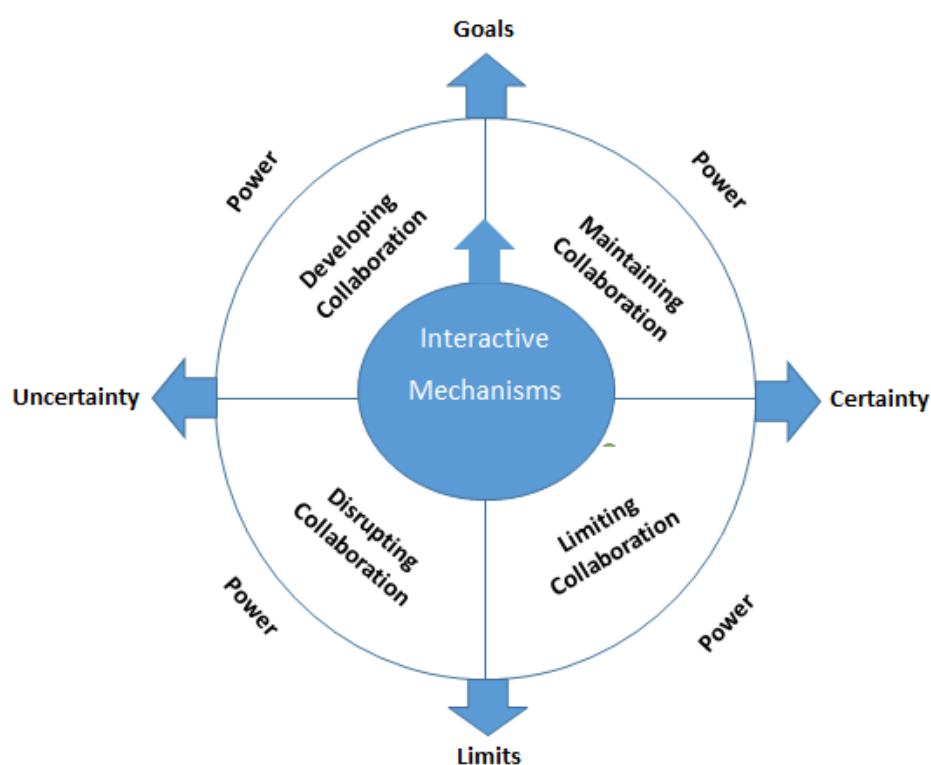 Goals
Power
Power
Developing
Collaboration
Maintaining
Collaboration
Interactive
Mechanisms
Uncertainty
Certainty
Disrupting
Collaboration
Limiting
Collaboration
Power
Power
Limits